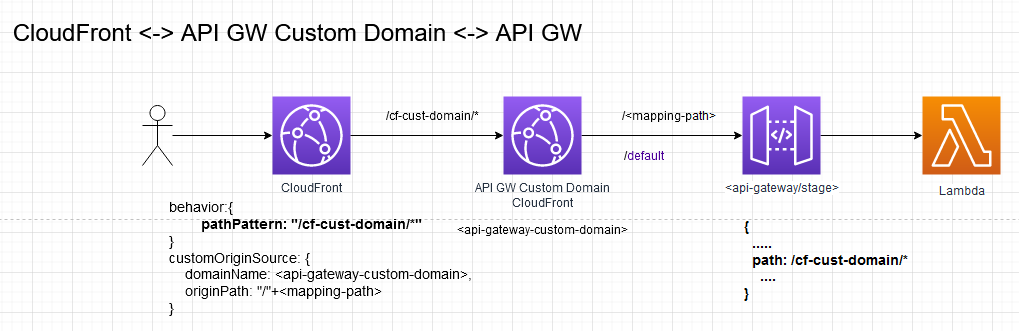 CloudFront <-> API GW Custom Domain <-> API GW
/cf-cust-domain/*
/<mapping-path>
/default
CloudFront
API GW Custom Domain
CloudFront
<api-gateway/stage>
Lambda
behavior:{
pathPattern: "/cf-cust-domain/*"
}
customOriginSource: {
domainName: <api-gateway-custom-domain>,
originPath: "/"+<mapping-path>
}
<api-gateway-custom-domain>
{
.....
path: /cf-cust-domain/*
....
}